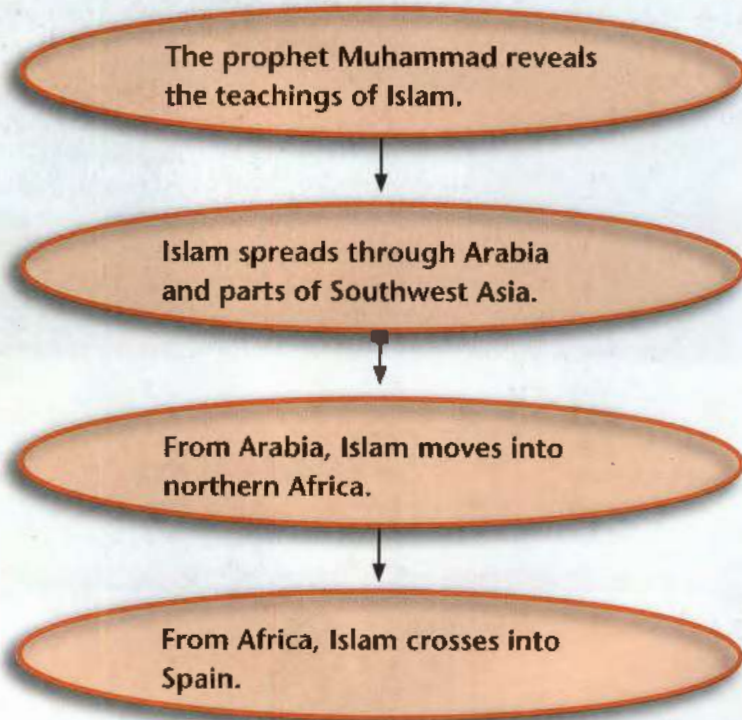 The prophet Muhammad reveals
the teachings of Islam.
Islam spreads through Arabia
and parts of Southwest Asia.
From Arabia, Islam moves into
northern Africa.
From Africa, Islam crosses into
Spain.